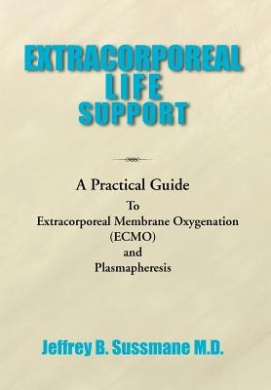 EXTRACORPOREAL
LIFE
SUPPORT
A Practical Guide
To
Extracorporeal Membrane Oxygenation
(ECMO)
and
Plasmapheresis
Jeffrey B. Sussmane M.D.